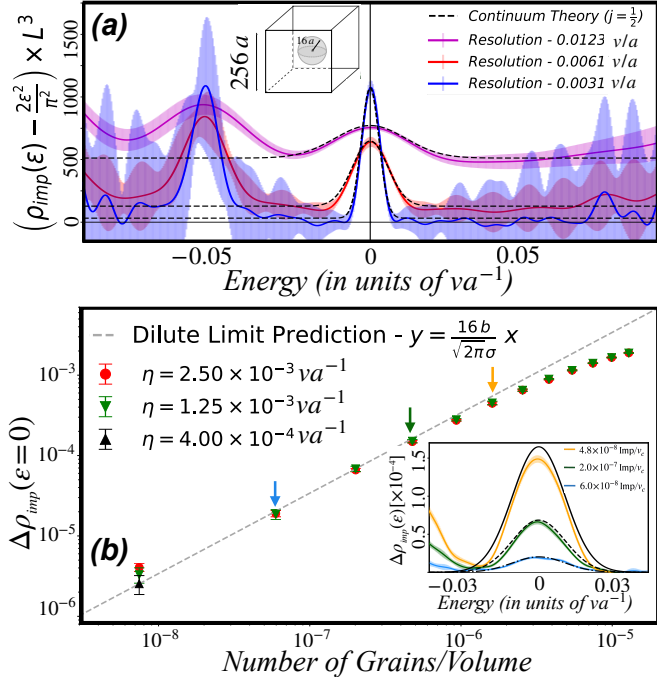 (a)
256a
16a
Continuum Theory (j = 1/2)
Resolution - 0.0123 v/a
Resolution - 0.0061 v/a
Resolution - 0.0031 v/a
(ρimp(ε) − 2ε²/π²) × L³
1500
1000
500
0
−0.05
0
0.05
Energy (in units of va⁻¹)
Dilute Limit Prediction - y = 16 b/√2πσ x
η = 2.50 × 10⁻³ va⁻¹
η = 1.25 × 10⁻³ va⁻¹
η = 4.00 × 10⁻⁴ va⁻¹
Δρimp(ε=0)
10⁻³
10⁻⁴
10⁻⁵
10⁻⁶
(b)
4.8×10⁻⁸ Imp/vc
2.0×10⁻⁷ Imp/vc
6.0×10⁻⁸ Imp/vc
Δρimp(ε)[×10⁻⁴]
1.5
1.0
0.5
−0.03
0
0.03
Energy (in units of va⁻¹)
10⁻⁸
10⁻⁷
10⁻⁶
10⁻⁵
Number of Grains/Volume